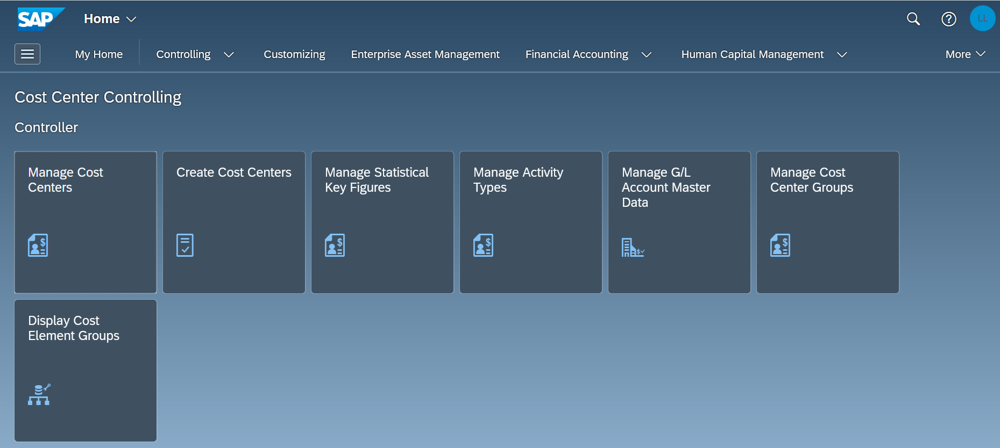 SAP
Home
LL
My Home
Controlling
Customizing
Enterprise Asset Management
Financial Accounting
Human Capital Management
More
Cost Center Controlling
Controller
Manage Cost
Centers
Create Cost Centers
Manage Statistical
Key Figures
Manage Activity
Types
Manage G/L
Account Master
Data
Manage Cost
Center Groups
Display Cost
Element Groups